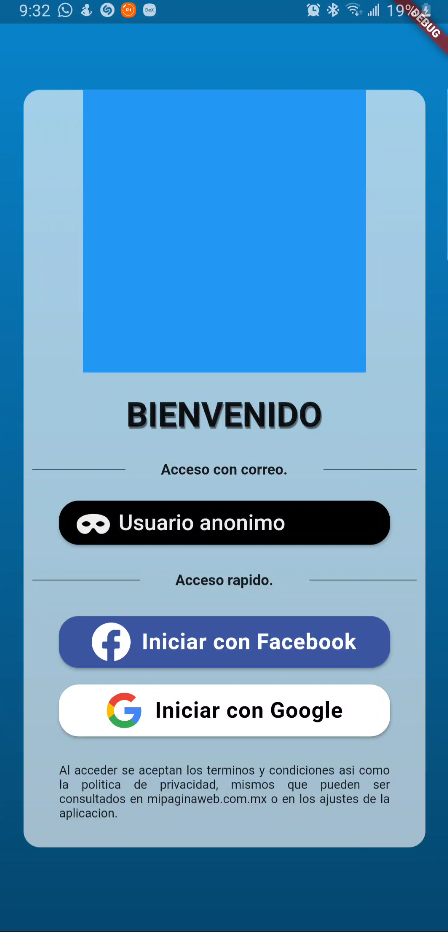 9:32
DeX
19%
DEBUG
BIENVENIDO
Acceso con correo.
Usuario anonimo
Acceso rapido.
Iniciar con Facebook
Iniciar con Google
Al acceder se aceptan los terminos y condiciones asi como
la politica de privacidad, mismos que pueden ser
consultados en mipaginaweb.com.mx o en los ajustes de la
aplicacion.